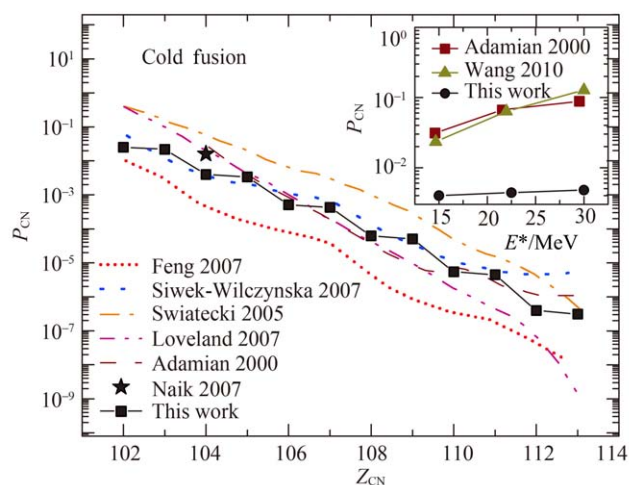 10^1
10^-1
10^-3
10^-5
10^-7
10^-9
P_CN
Cold fusion
Feng 2007
Siwek-Wilczynska 2007
Swiatecki 2005
Loveland 2007
Adamian 2000
Naik 2007
This work
102 104 106 108 110 112 114
Z_CN
10^0
10^-1
10^-2
P_CN
Adamian 2000
Wang 2010
This work
15 20 25 30
E*/MeV